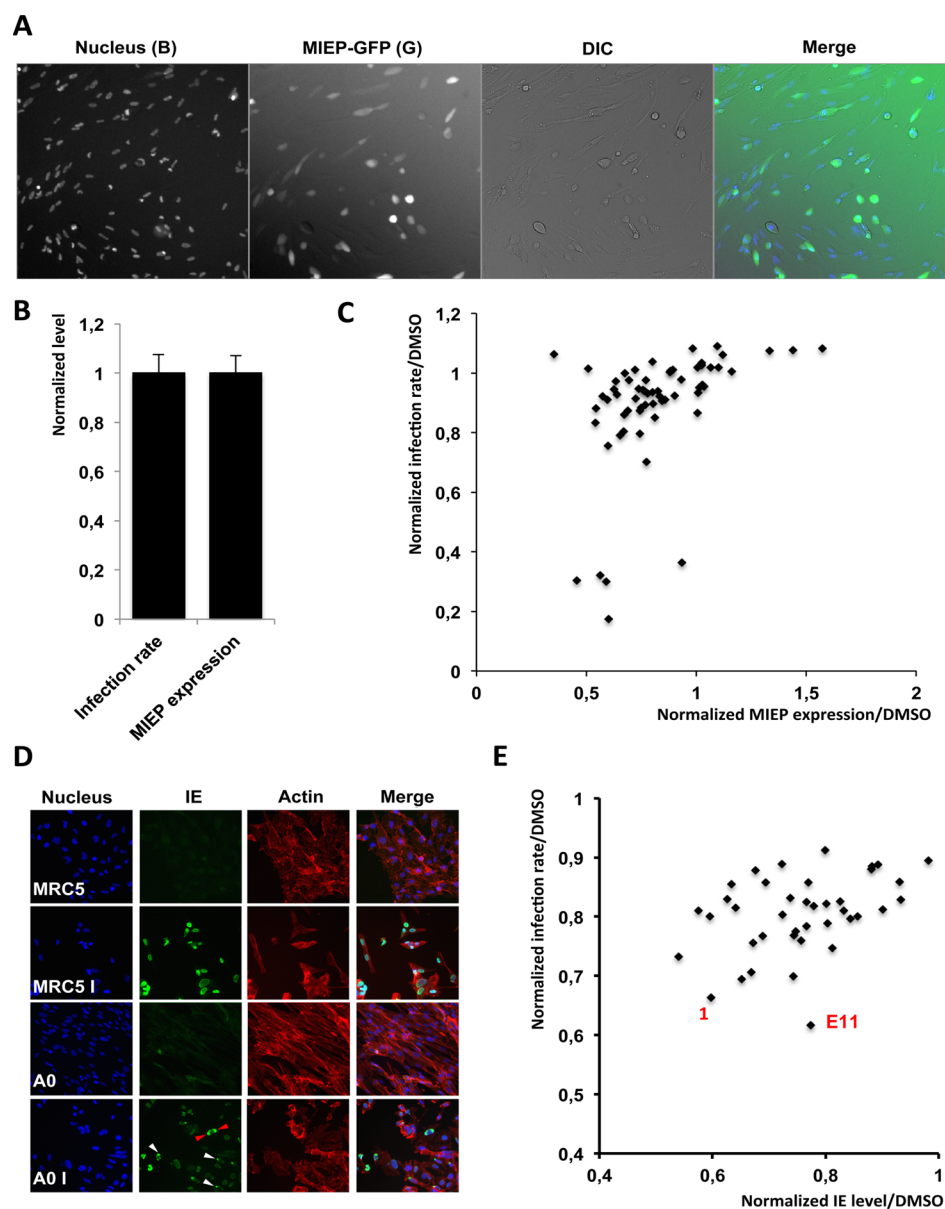 A
Nucleus (B) MIEP-GFP (G) DIC Merge
B
Normalized level
1,2
1
0,8
0,6
0,4
0,2
0
Infection rate
MIEP expression
C
Normalized infection rate/DMSO
1,2
1
0,8
0,6
0,4
0,2
0
0 0,5 1 1,5 2
Normalized MIEP expression/DMSO
D
Nucleus IE Actin Merge
MRC5
MRC5 I
A0
A0 I
E
Normalized infection rate/DMSO
1
0,9
0,8
0,7
0,6
0,5
0,4
1
E11
0,4 0,6 0,8 1
Normalized IE level/DMSO